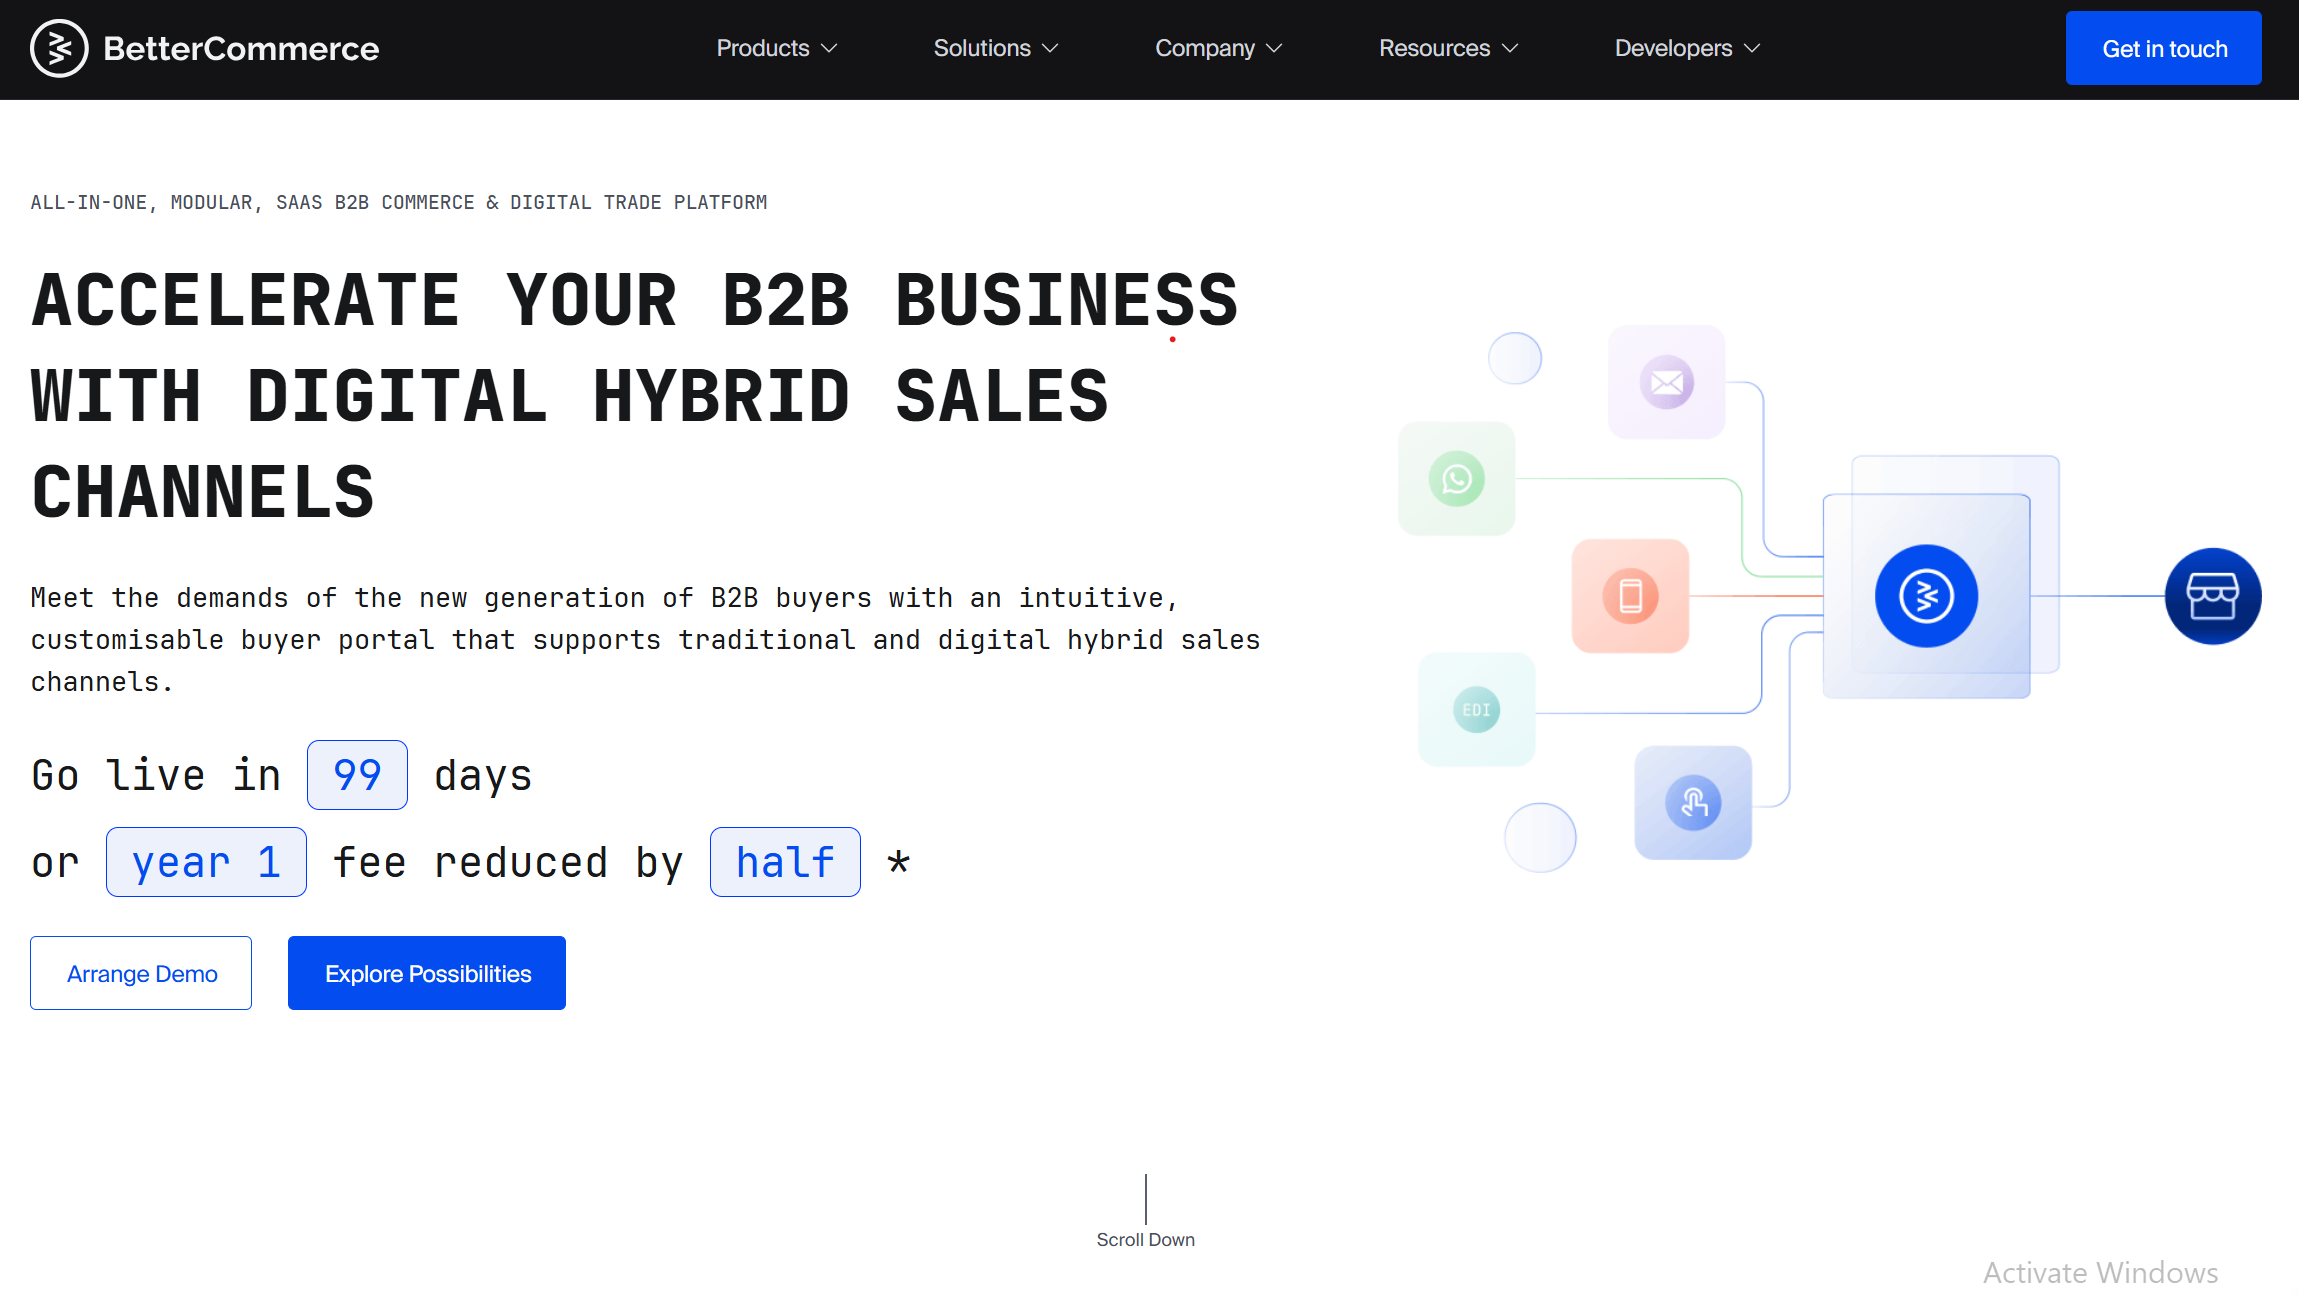 BetterCommerce
Products
Solutions
Company
Resources
Developers
Get in touch
ALL-IN-ONE, MODULAR, SAAS B2B COMMERCE & DIGITAL TRADE PLATFORM
ACCELERATE YOUR B2B BUSINESS
WITH DIGITAL HYBRID SALES
CHANNELS
Meet the demands of the new generation of B2B buyers with an intuitive,
customisable buyer portal that supports traditional and digital hybrid sales
channels.
Go live in 99 days
or year 1 fee reduced by half *
Arrange Demo
Explore Possibilities
EDI
Scroll Down
Activate Windows